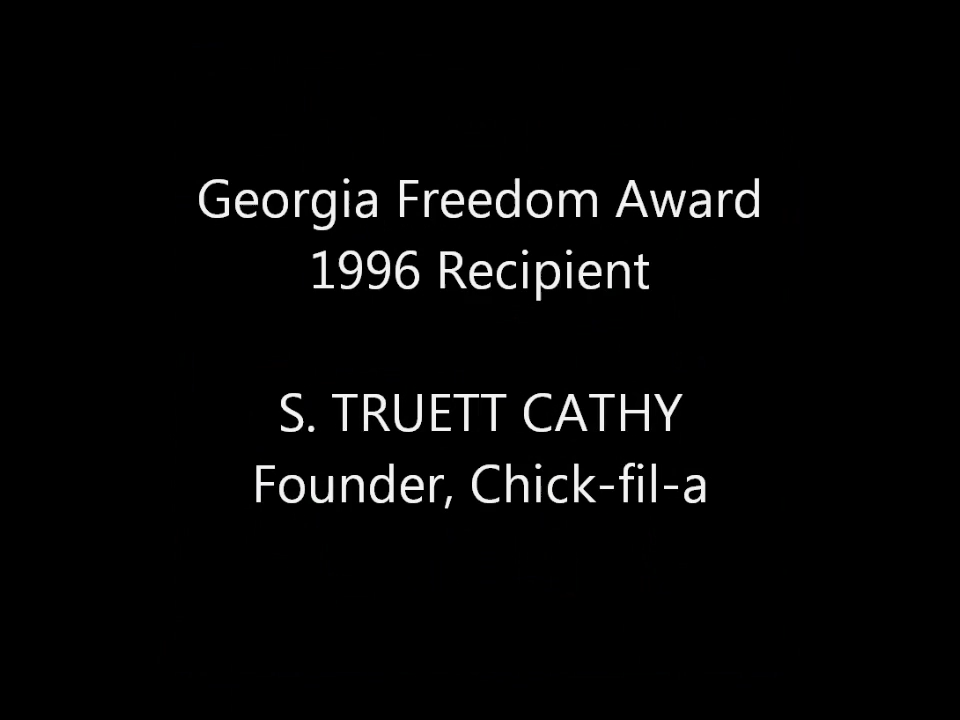 Georgia Freedom Award
1996 Recipient
S. TRUETT CATHY
Founder, Chick-fil-a